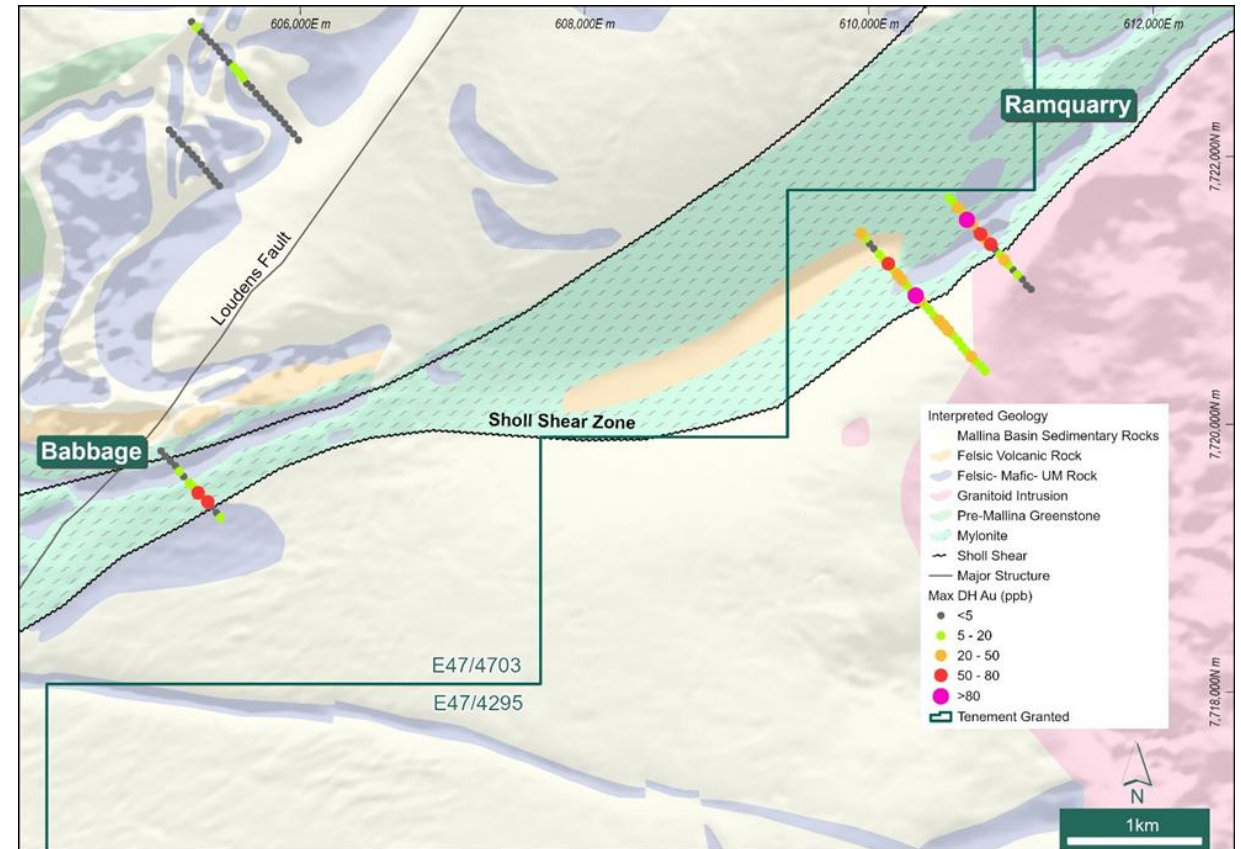 606,000E m
608,000E m
610,000E m
612,000E m
Ramquarry
7,722,000N m
Loudens Fault
Sholl Shear Zone
Babbage
7,720,000N m
Interpreted Geology
Mallina Basin Sedimentary Rocks
Felsic Volcanic Rock
Felsic- Mafic- UM Rock
Granitoid Intrusion
Pre-Mallina Greenstone
Mylonite
Sholl Shear
Major Structure
Max DH Au (ppb)
<5
5 - 20
20 - 50
50 - 80
>80
Tenement Granted
E47/4703
E47/4295
7,718,000N m
N
1km